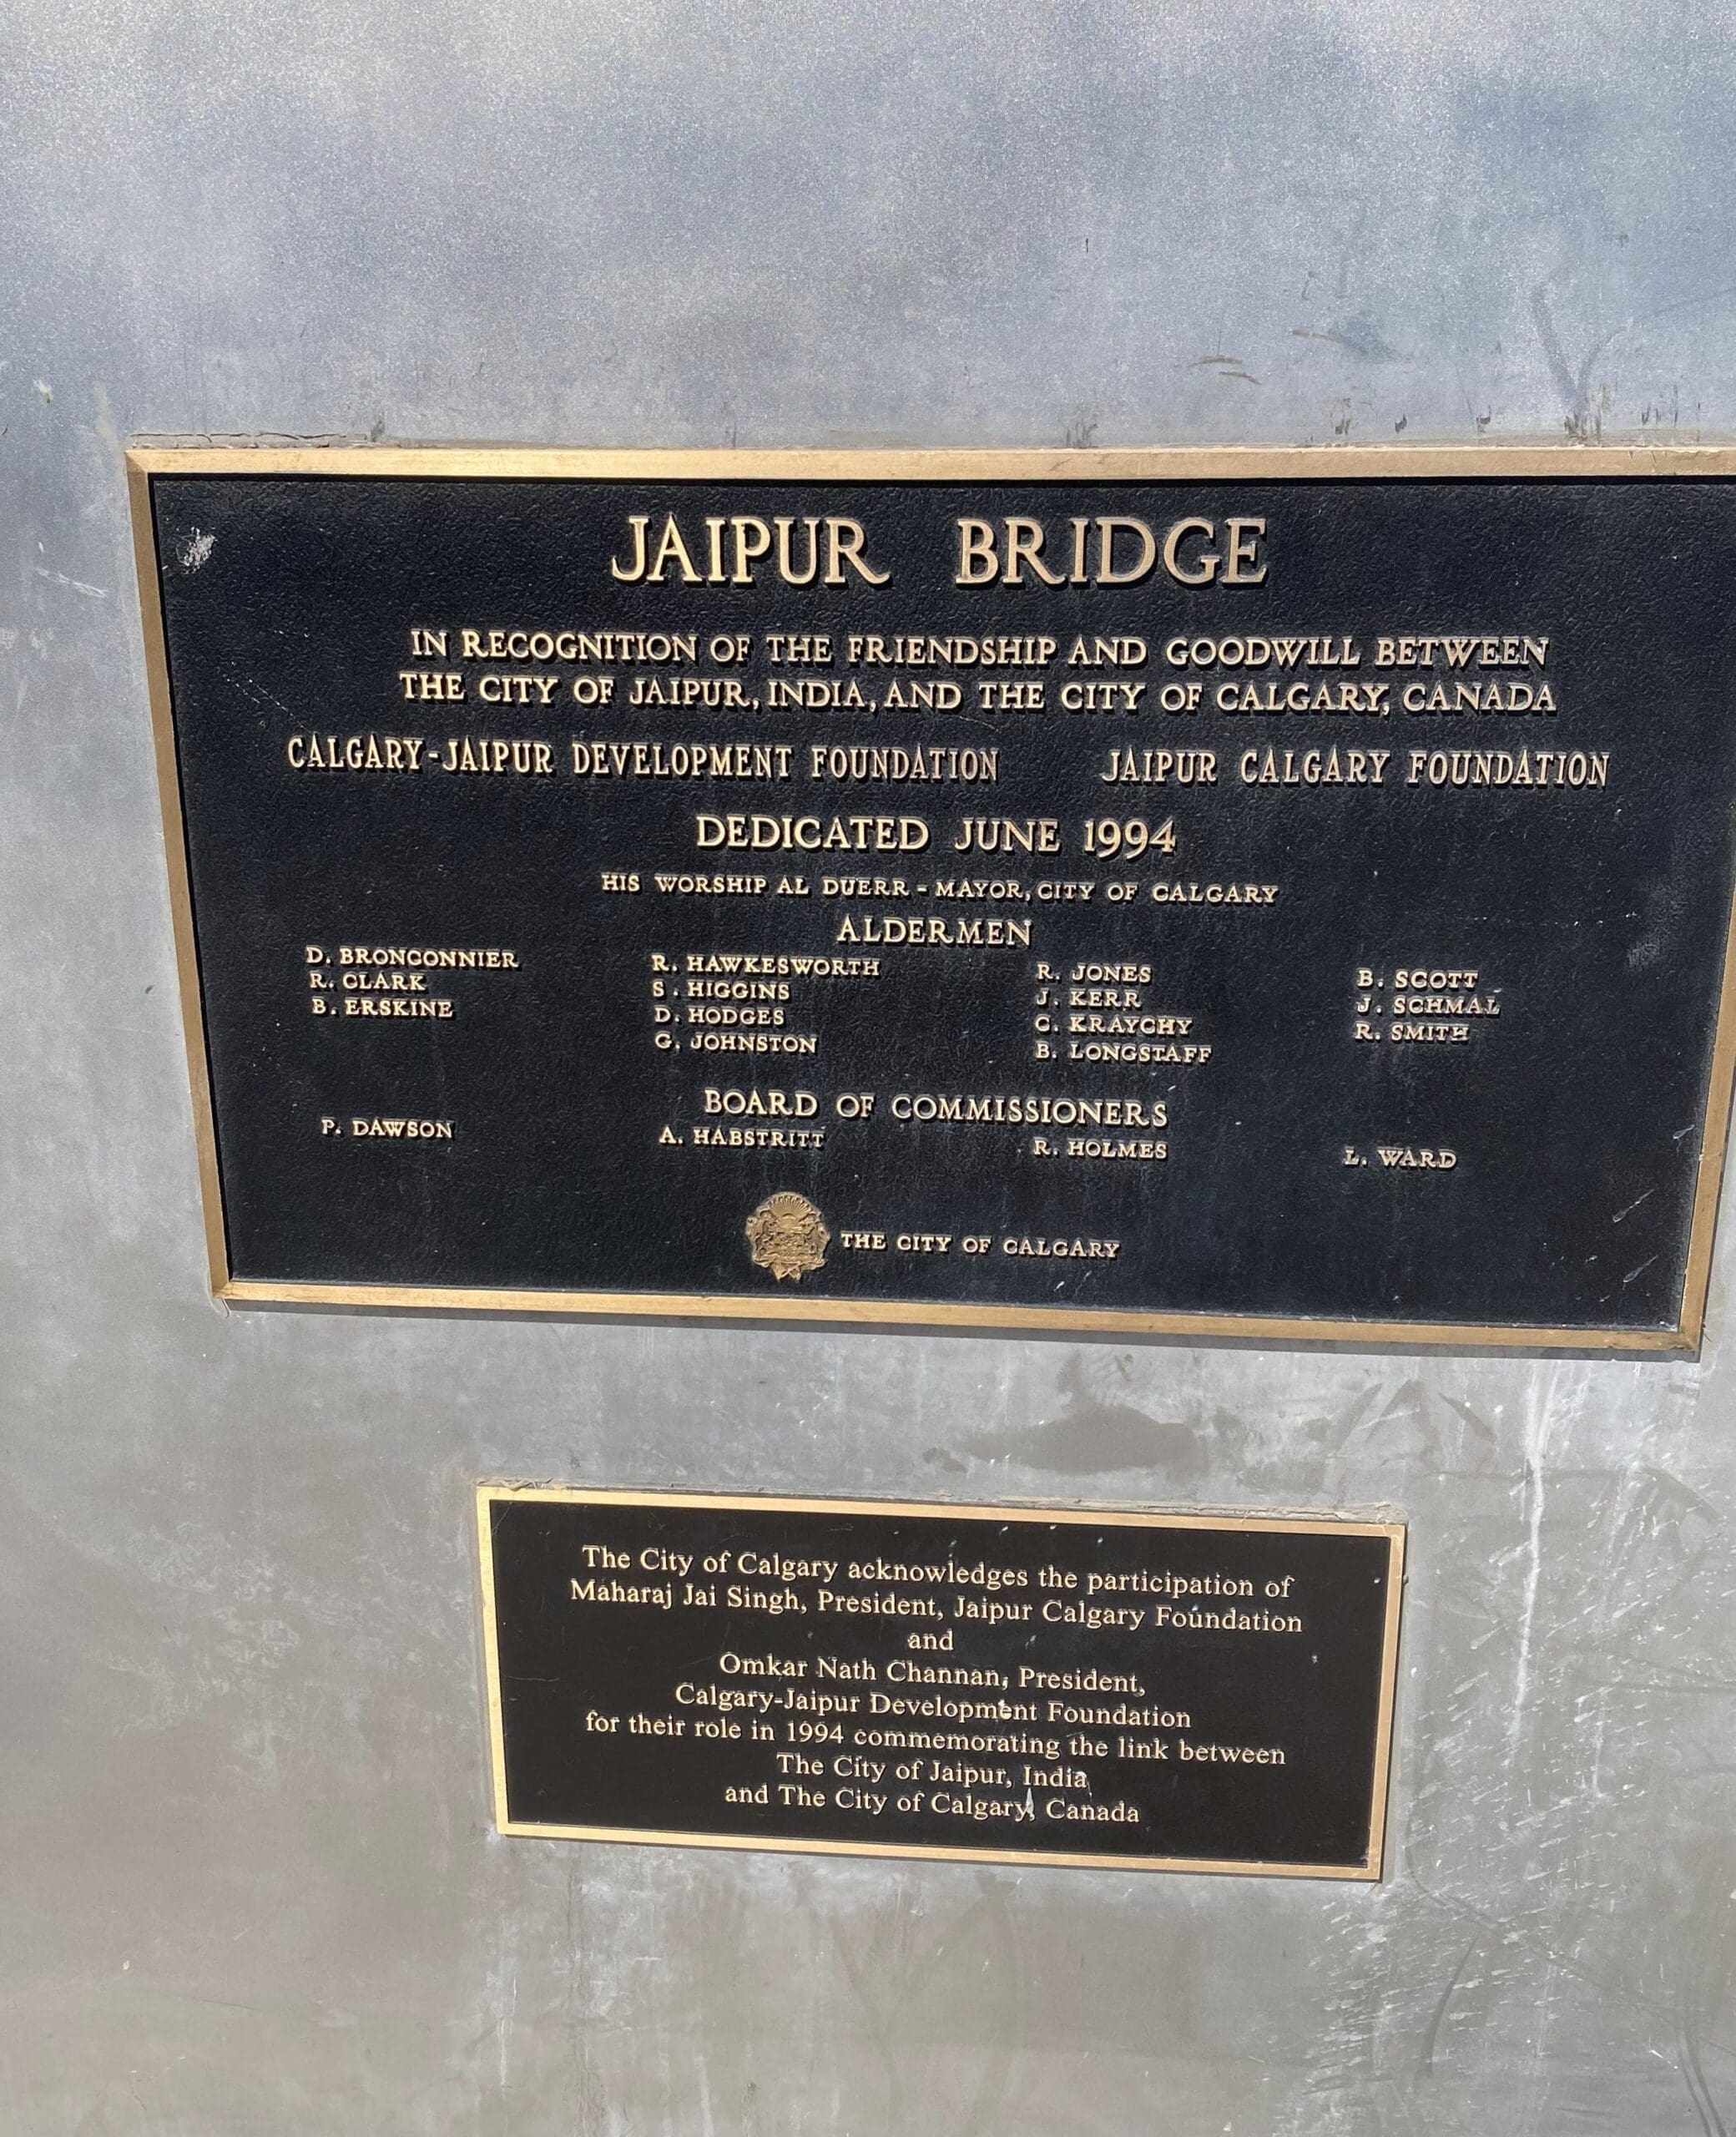 JAIPUR BRIDGE
IN RECOGNITION OF THE FRIENDSHIP AND GOODWILL BETWEEN
THE CITY OF JAIPUR, INDIA, AND THE CITY OF CALGARY, CANADA
CALGARY-JAIPUR DEVELOPMENT FOUNDATION JAIPUR CALGARY FOUNDATION
DEDICATED JUNE 1994
HIS WORSHIP AL DUERR - MAYOR, CITY OF CALGARY
ALDERMEN
D. BRONCONNIER R. HAWKESWORTH R. JONES B. SCOTT
R. CLARK S. HIGGINS J. KERR J. SCHMAL
B. ERSKINE D. HODGES C. KRAYCHY R. SMITH
G. JOHNSTON B. LONGSTAFF
BOARD OF COMMISSIONERS
P. DAWSON A. HABSTRITT R. HOLMES L. WARD
THE CITY OF CALGARY
The City of Calgary acknowledges the participation of
Maharaj Jai Singh, President, Jaipur Calgary Foundation
and
Omkar Nath Channan, President,
Calgary-Jaipur Development Foundation
for their role in 1994 commemorating the link between
The City of Jaipur, India
and The City of Calgary, Canada